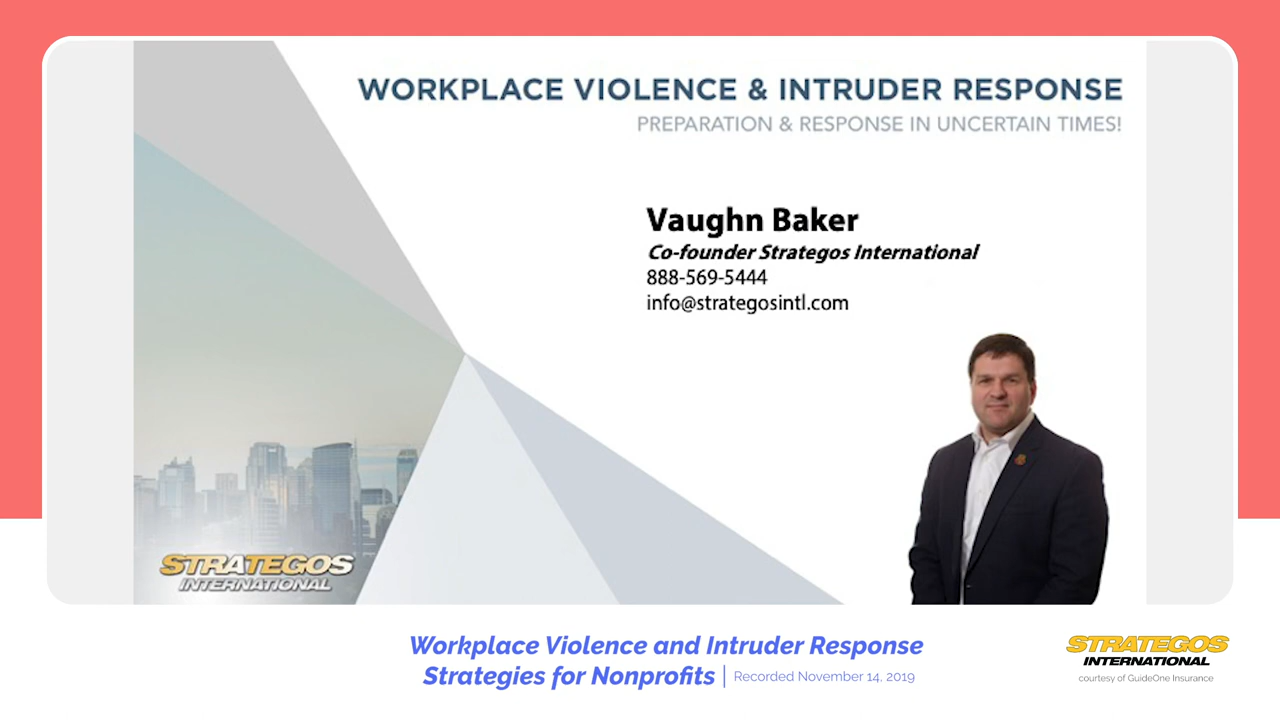 WORKPLACE VIOLENCE & INTRUDER RESPONSE
PREPARATION & RESPONSE IN UNCERTAIN TIMES!
Vaughn Baker
Co-founder Strategos International
888-569-5444
info@strategosintl.com
STRATEGOS
INTERNATIONAL
Workplace Violence and Intruder Response
Strategies for Nonprofits | Recorded November 14, 2019
STRATEGOS
INTERNATIONAL
courtesy of GuideOne Insurance